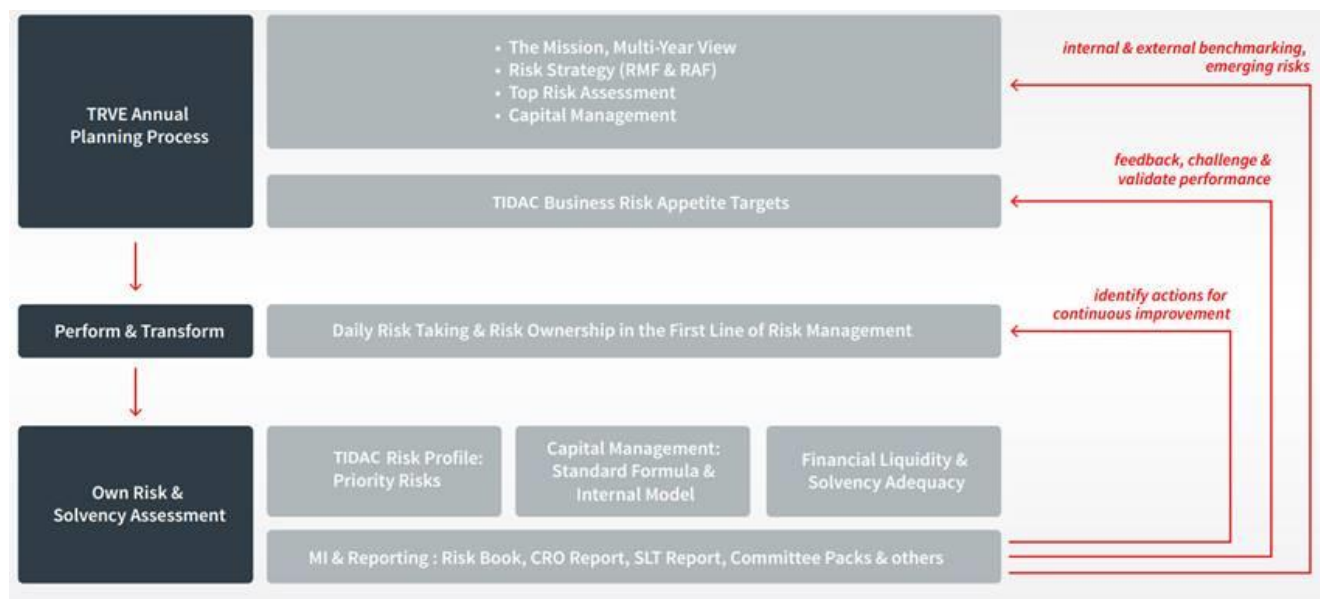 • The Mission, Multi-Year View
• Risk Strategy (RMF & RAF)
• Top Risk Assessment
• Capital Management
TRVE Annual
Planning Process
internal & external benchmarking,
emerging risks
feedback, challenge &
validate performance
TIDAC Business Risk Appetite Targets
identify actions for
continuous improvement
Perform & Transform
Daily Risk Taking & Risk Ownership in the First Line of Risk Management
Own Risk &
Solvency Assessment
TIDAC Risk Profile:
Priority Risks
Capital Management:
Standard Formula &
Internal Model
Financial Liquidity &
Solvency Adequacy
MI & Reporting : Risk Book, CRO Report, SLT Report, Committee Packs & others